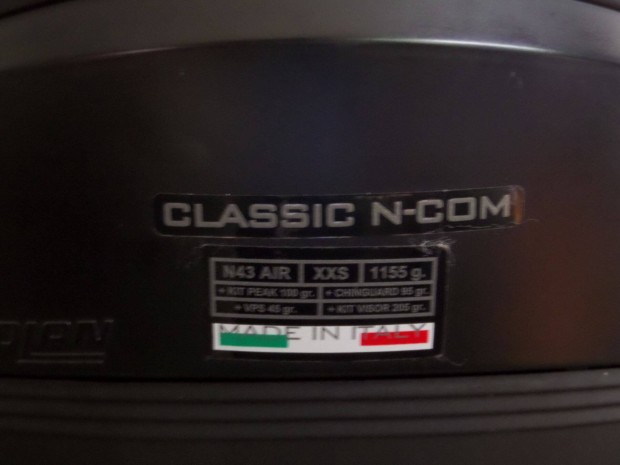 CLASSIC N-COM
N43 AIR XXS 1155 g.
+ KIT PEAK 100 gr. + CHINGUARD 95 gr.
+ VPS 45 gr. + KIT VISOR 205 gr.
MADE IN ITALY